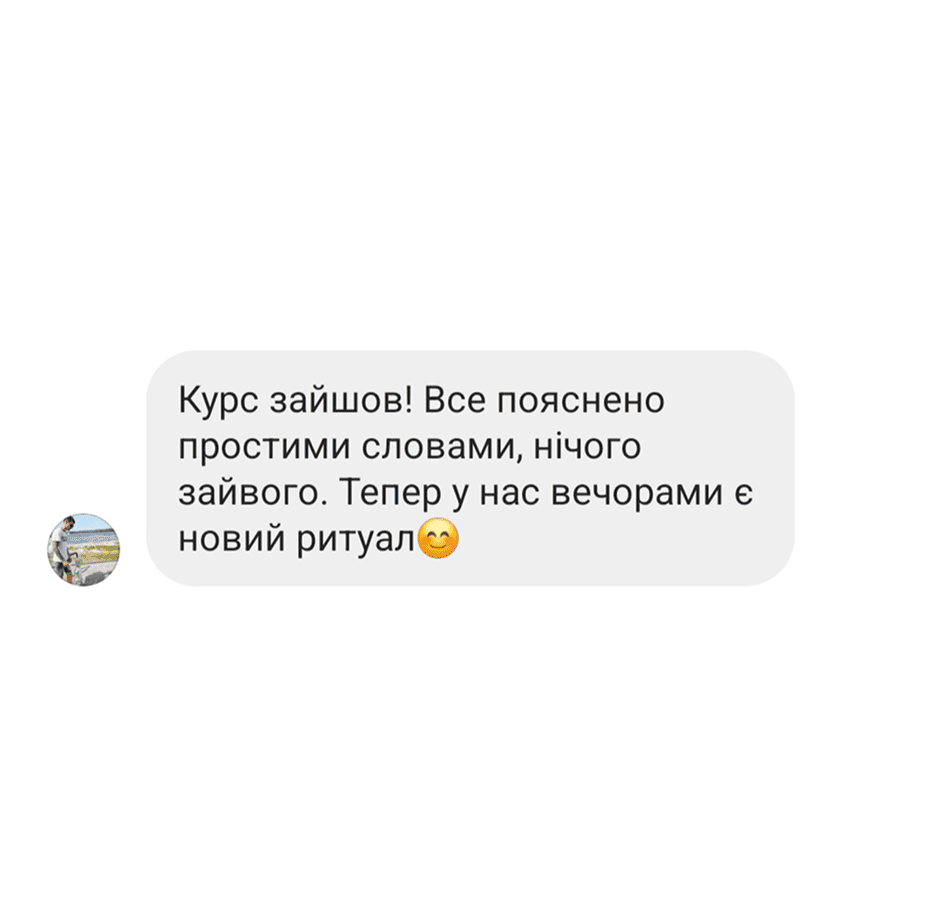 Курс зайшов! Все пояснено
простими словами, нічого
зайвого. Тепер у нас вечорами є
новий ритуал😊